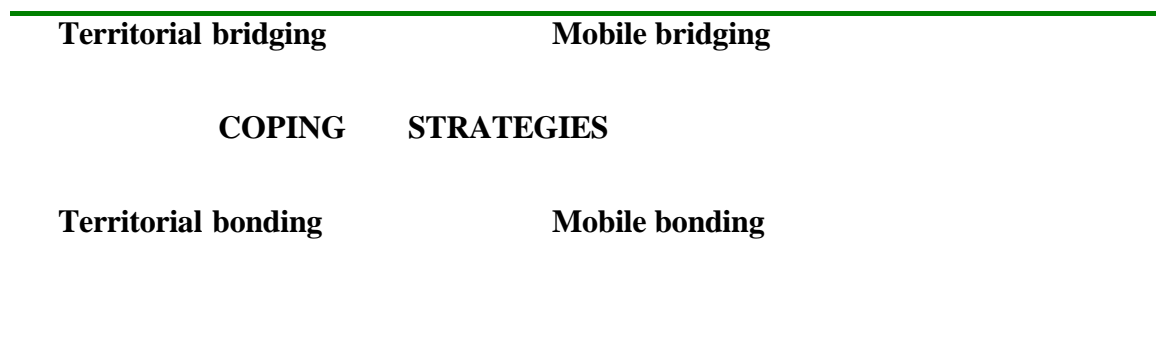 Territorial bridging Mobile bridging
COPING STRATEGIES
Territorial bonding Mobile bonding